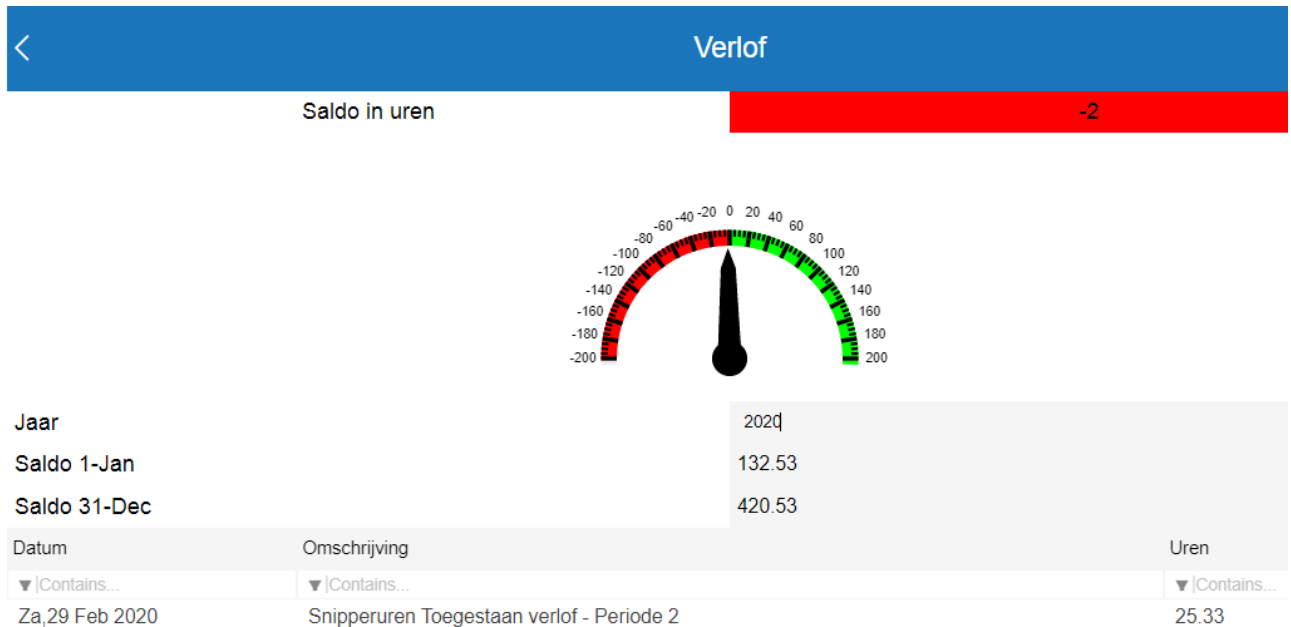 Verlof
Saldo in uren -2
-200 -180 -160 -140 -120 -100 -80 -60 -40 -20 0 20 40 60 80 100 120 140 160 180 200
Jaar 2020
Saldo 1-Jan 132.53
Saldo 31-Dec 420.53
Datum Omschrijving Uren
Contains... Contains... Contains...
Za,29 Feb 2020 Snipperuren Toegestaan verlof - Periode 2 25.33